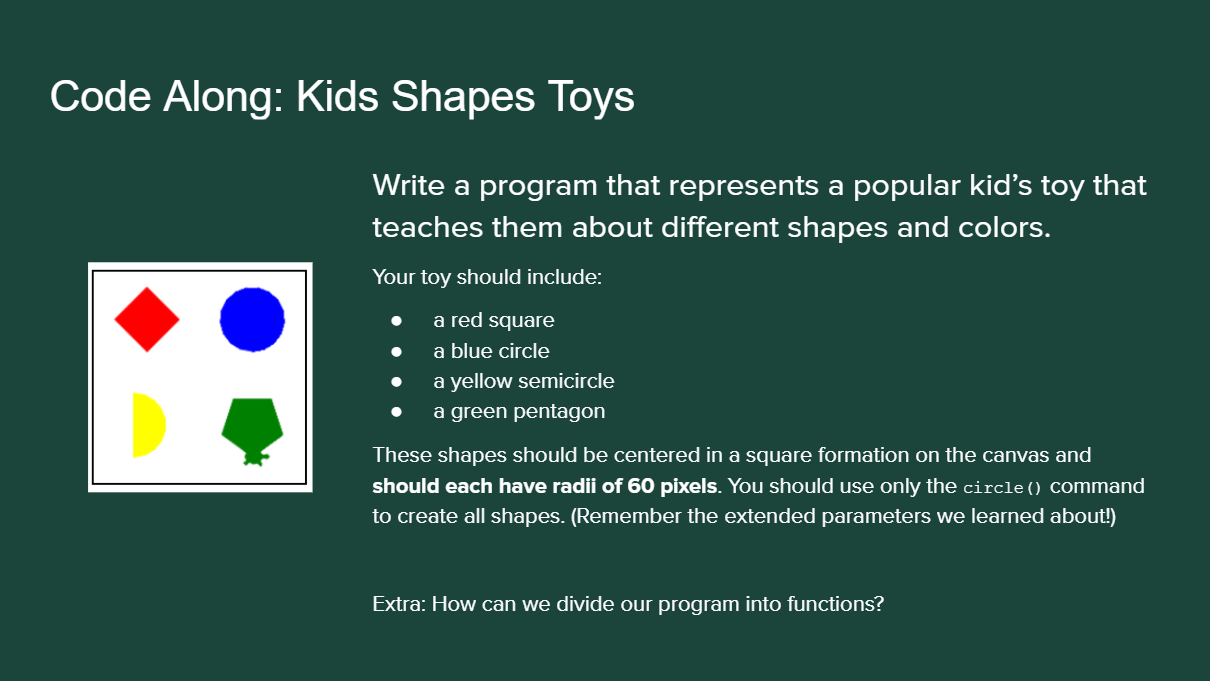 Code Along: Kids Shapes Toys
Write a program that represents a popular kid’s toy that
teaches them about different shapes and colors.
Your toy should include:
● a red square
● a blue circle
● a yellow semicircle
● a green pentagon
These shapes should be centered in a square formation on the canvas and
should each have radii of 60 pixels. You should use only the circle() command
to create all shapes. (Remember the extended parameters we learned about!)
Extra: How can we divide our program into functions?